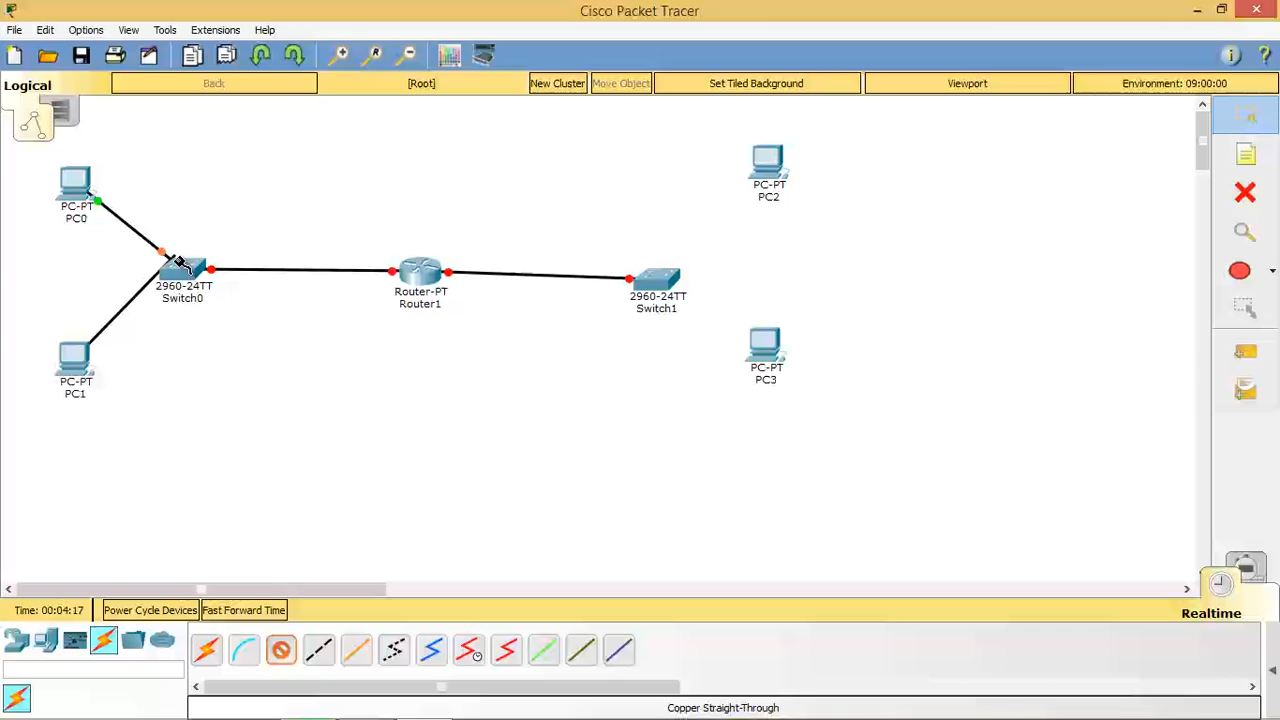 Cisco Packet Tracer
File Edit Options View Tools Extensions Help
Logical Back [Root] New Cluster Move Object Set Tiled Background Viewport Environment: 09:00:00
PC-PT
PC0
PC-PT
PC2
2960-24TT
Switch0
Router-PT
Router1
2960-24TT
Switch1
PC-PT
PC1
PC-PT
PC3
Time: 00:04:17 Power Cycle Devices Fast Forward Time Realtime
Copper Straight-Through